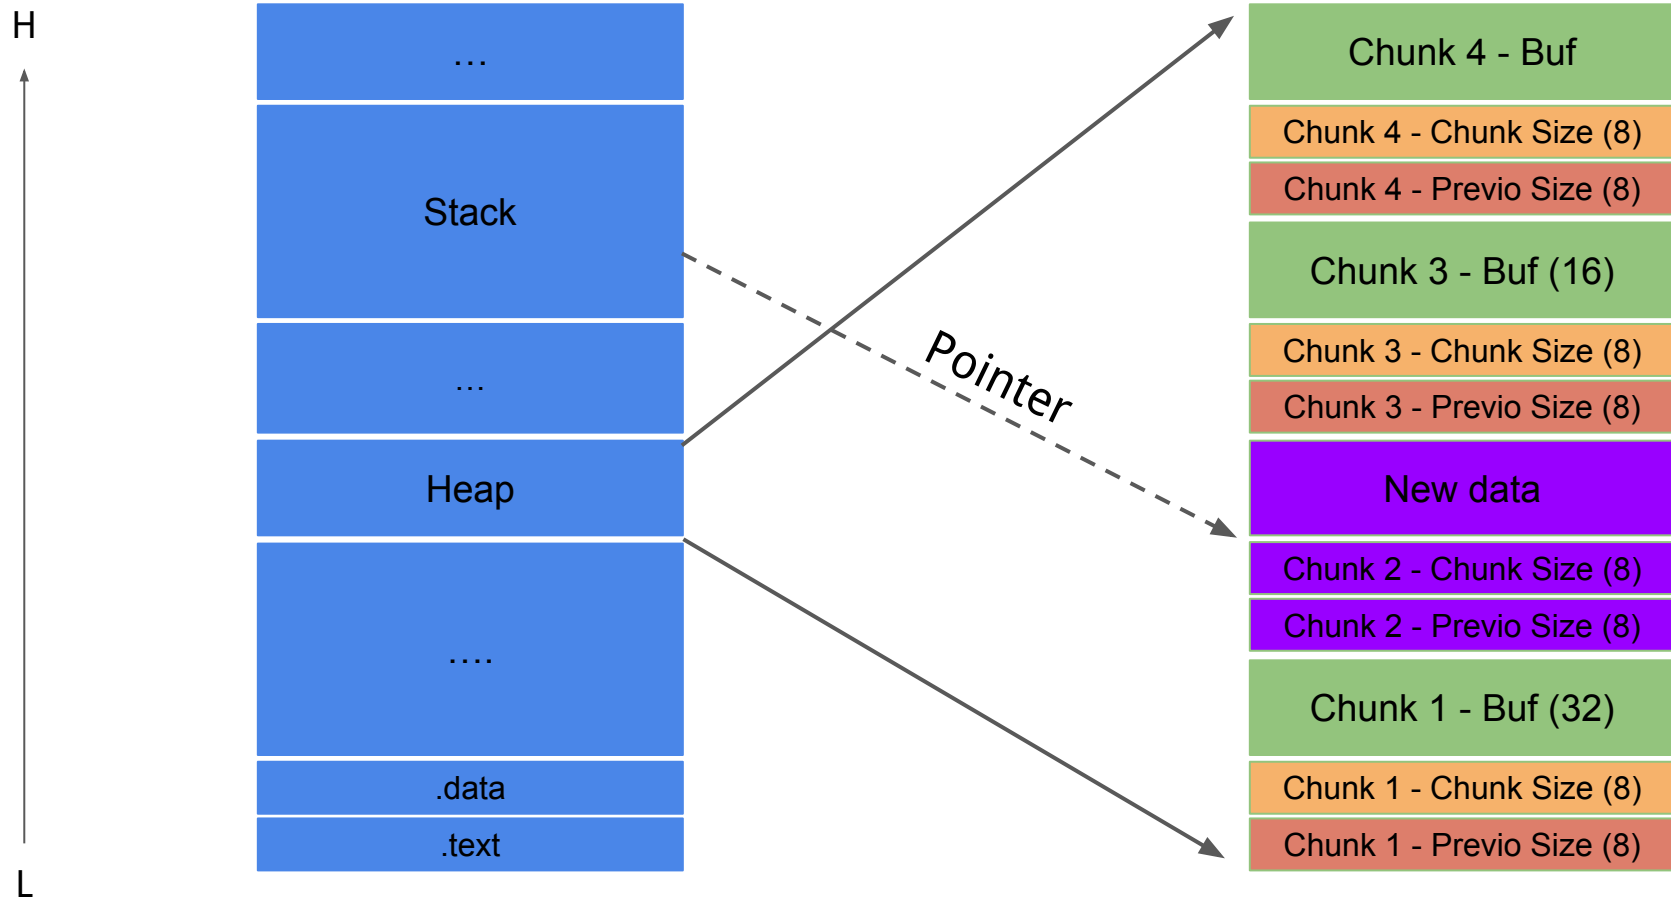 H
L
…
Stack
…
Heap
….
.data
.text
Pointer
Chunk 4 - Buf
Chunk 4 - Chunk Size (8)
Chunk 4 - Previo Size (8)
Chunk 3 - Buf (16)
Chunk 3 - Chunk Size (8)
Chunk 3 - Previo Size (8)
New data
Chunk 2 - Chunk Size (8)
Chunk 2 - Previo Size (8)
Chunk 1 - Buf (32)
Chunk 1 - Chunk Size (8)
Chunk 1 - Previo Size (8)